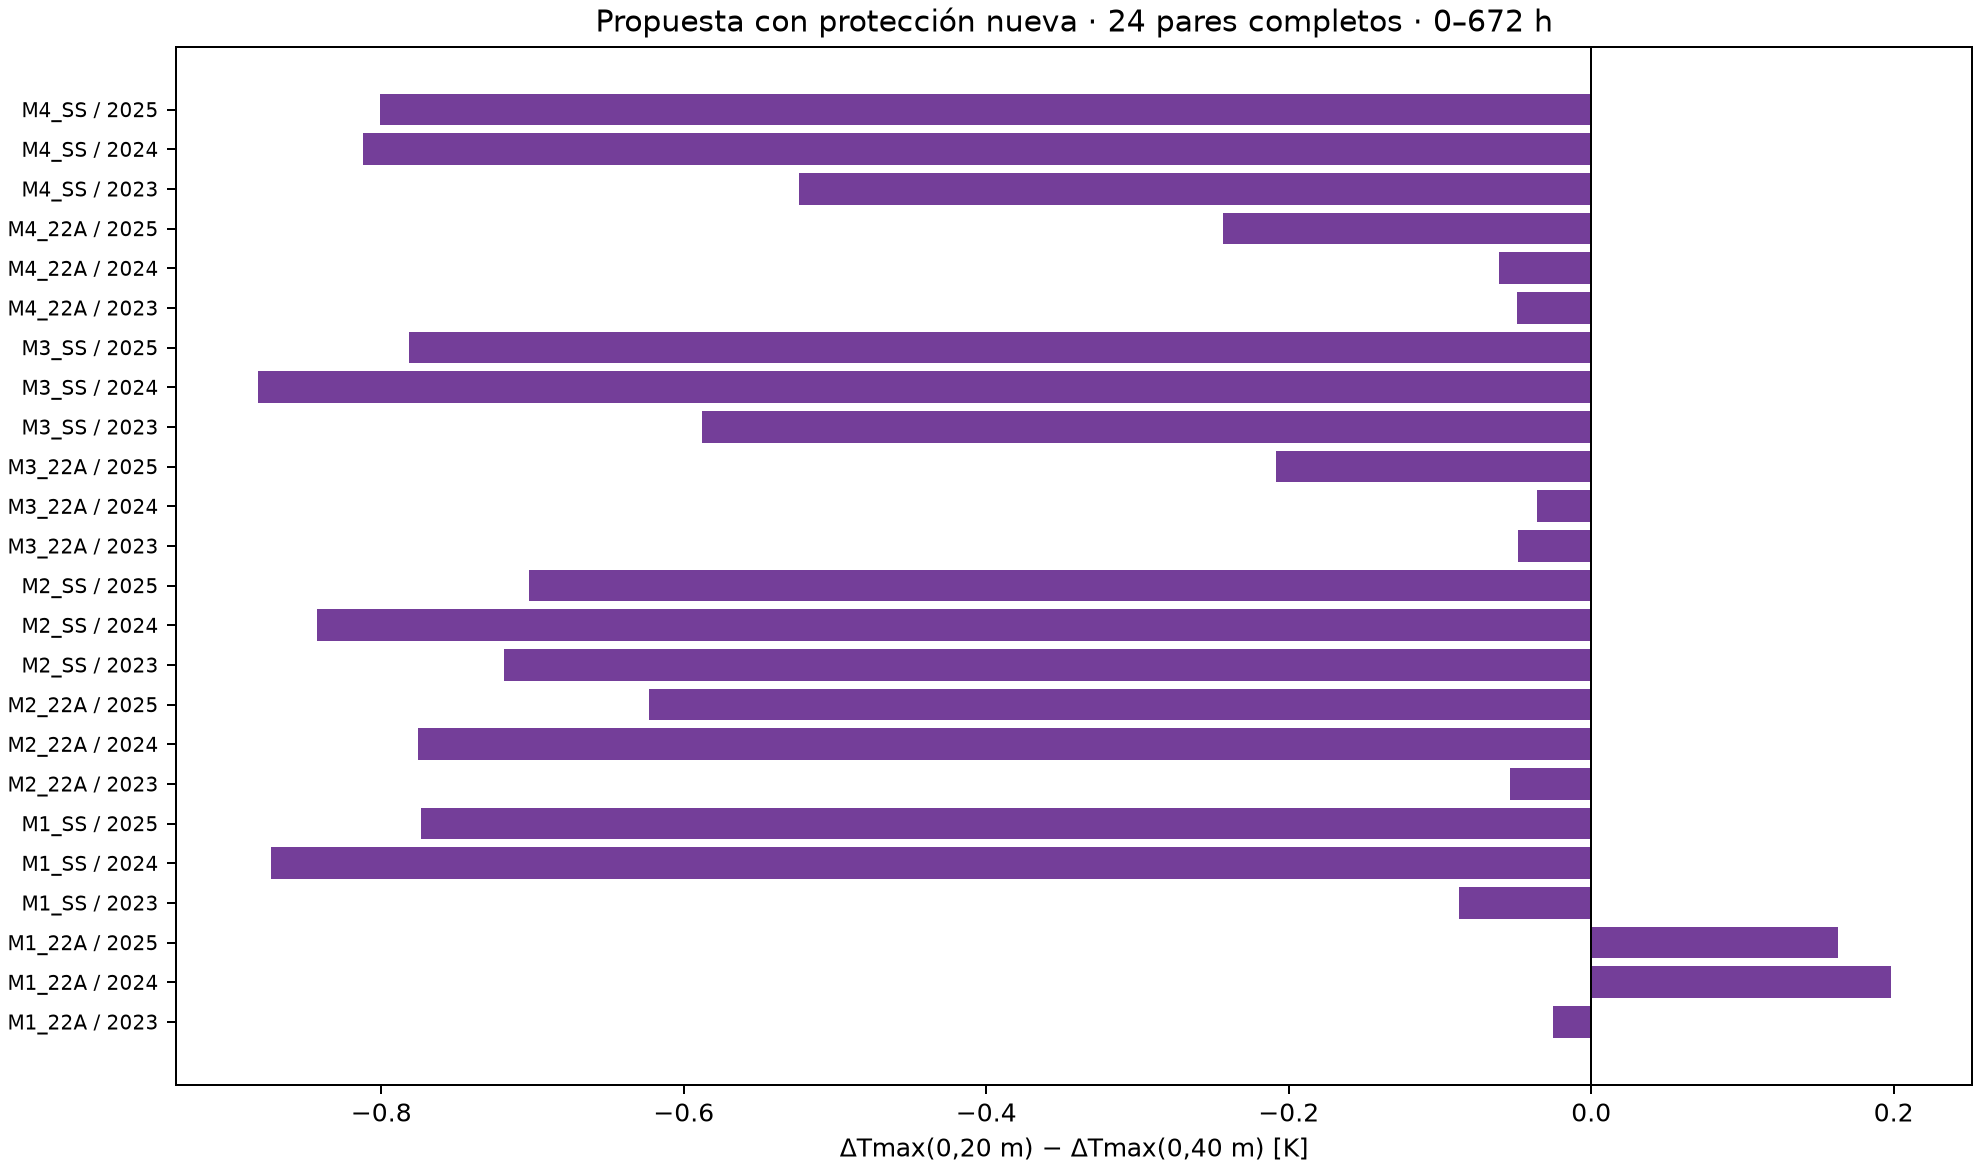 Propuesta con protección nueva · 24 pares completos · 0–672 h
M4_SS / 2025
M4_SS / 2024
M4_SS / 2023
M4_22A / 2025
M4_22A / 2024
M4_22A / 2023
M3_SS / 2025
M3_SS / 2024
M3_SS / 2023
M3_22A / 2025
M3_22A / 2024
M3_22A / 2023
M2_SS / 2025
M2_SS / 2024
M2_SS / 2023
M2_22A / 2025
M2_22A / 2024
M2_22A / 2023
M1_SS / 2025
M1_SS / 2024
M1_SS / 2023
M1_22A / 2025
M1_22A / 2024
M1_22A / 2023
−0.8 −0.6 −0.4 −0.2 0.0 0.2
ΔTmax(0,20 m) − ΔTmax(0,40 m) [K]